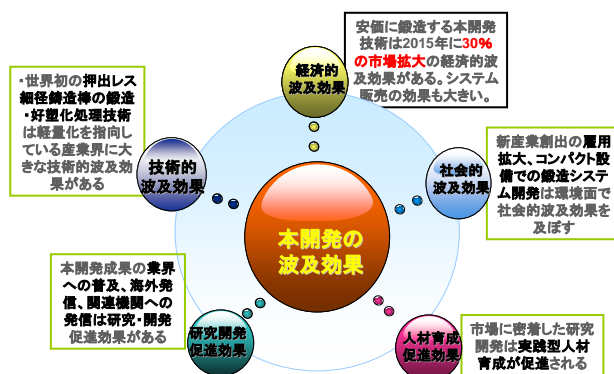 安価に鍛造する本開発
技術は2015年に30%
の市場拡大の経済的波
及効果がある。システム
販売の効果も大きい。
経済的
波及効果
・世界初の押出レス
細径鋳造棒の鍛造
・好塑化処理技術
は軽量化を指向し
ている産業界に大
きな技術的波及効
果がある
技術的
波及効果
新産業創出の雇用
拡大、コンパクト設
備での鍛造システ
ム開発は環境面で
社会的波及効果を
及ぼす
社会的
波及効果
本開発の
波及効果
本開発成果の業界
への普及、海外発
信、関連機関への
発信は研究・開発
促進効果がある
研究開発
促進効果
人材育成
促進効果
市場に密着した研究
開発は実践型人材
育成が促進される